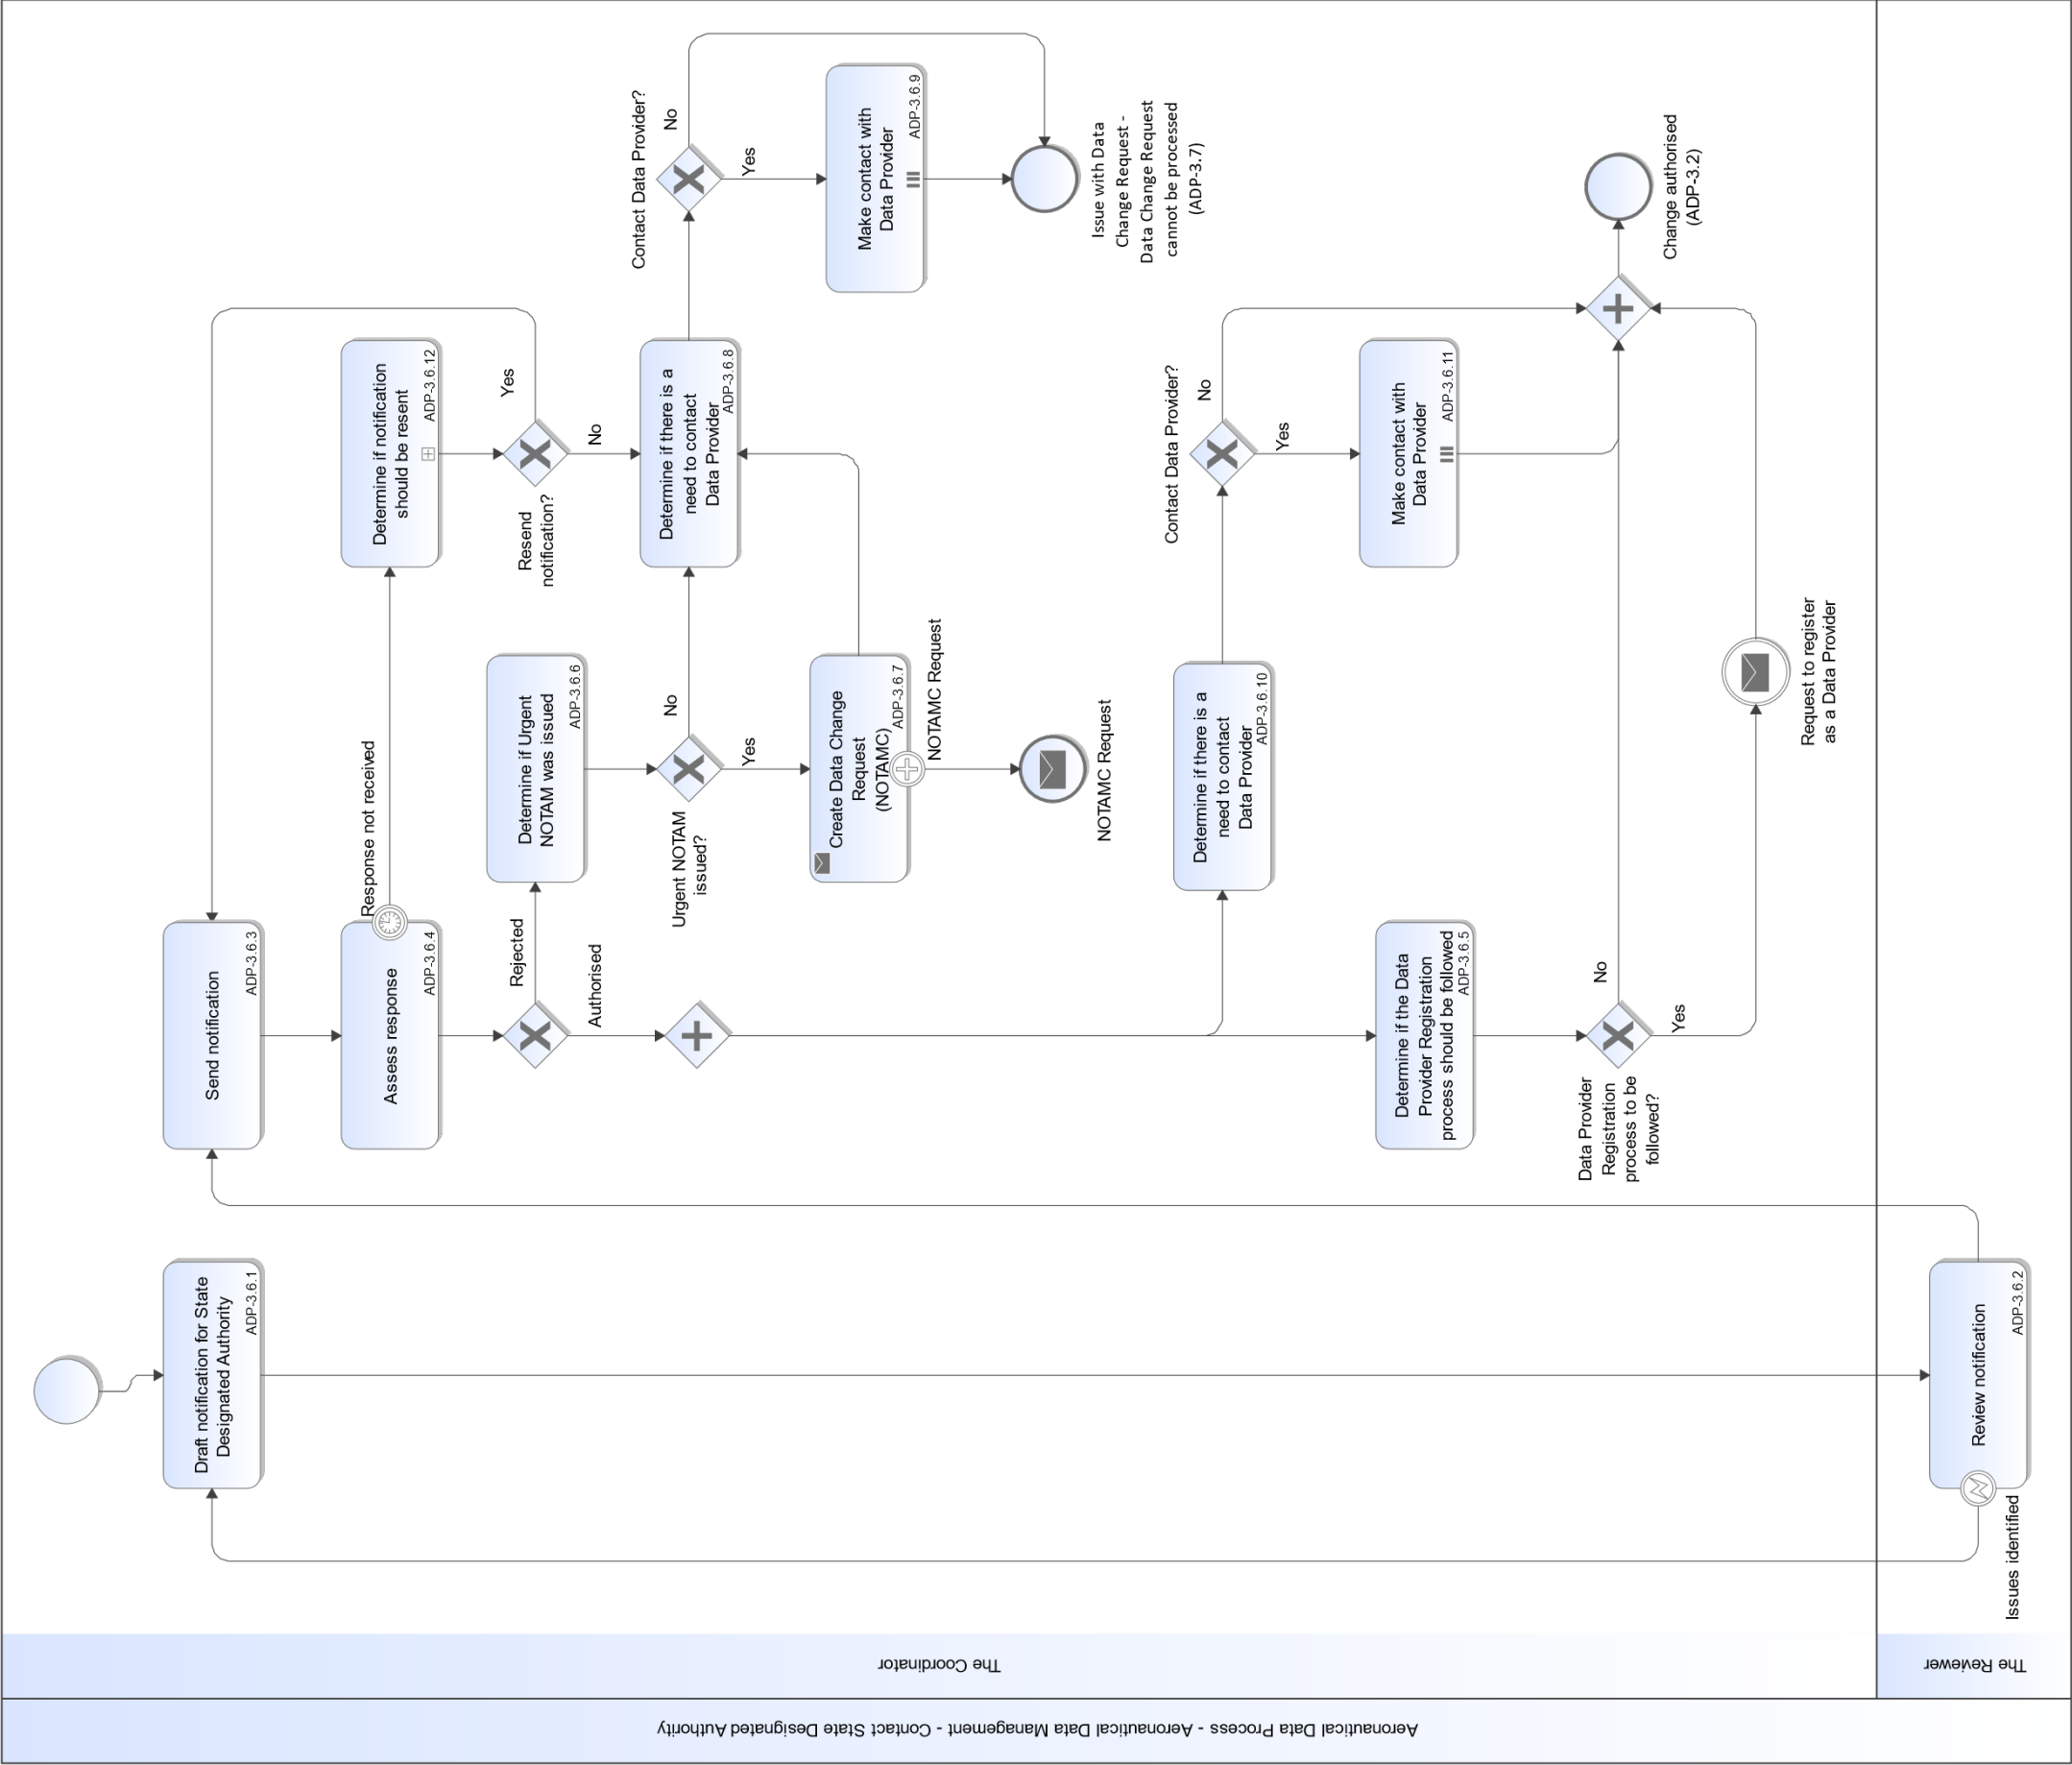 Aeronautical Data Process - Aeronautical Data Management - Contact State Designated Authority
The Coordinator
The Reviewer
Draft notification for State
Designated Authority
ADP-3.6.1
Review notification
ADP-3.6.2
Issues identified
Send notification
ADP-3.6.3
Assess response
ADP-3.6.4
Response not received
Determine if notification
should be resent
ADP-3.6.12
Resend
notification?
Yes
No
Rejected
Authorised
Determine if Urgent
NOTAM was issued
ADP-3.6.6
Urgent NOTAM
issued?
No
Yes
Create Data Change
Request
(NOTAMC)
ADP-3.6.7
NOTAMC Request
NOTAMC Request
Determine if there is a
need to contact
Data Provider
ADP-3.6.8
Contact Data Provider?
No
Yes
Make contact with
Data Provider
ADP-3.6.9
Issue with Data
Change Request -
Data Change Request
cannot be processed
(ADP-3.7)
Determine if there is a
need to contact
Data Provider
ADP-3.6.10
Contact Data Provider?
No
Yes
Make contact with
Data Provider
ADP-3.6.11
Determine if the Data
Provider Registration
process should be followed
ADP-3.6.5
Data Provider
Registration
process to be
followed?
No
Yes
Request to register
as a Data Provider
Change authorised
(ADP-3.2)